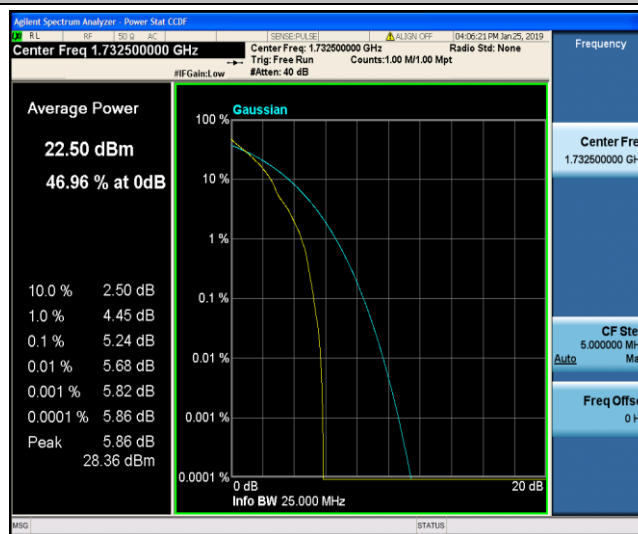 Agilent Spectrum Analyzer - Power Stat CCDF
RL RF 50 Ω AC SENSE:PULSE ALIGN OFF 04:06:21 PM Jan 25, 2019
Center Freq 1.732500000 GHz
Center Freq: 1.732500000 GHz Radio Std: None
Trig: Free Run Counts:1.00 M/1.00 Mpt
#IFGain:Low #Atten: 40 dB
Frequency
Average Power
22.50 dBm
46.96 % at 0dB
10.0 % 2.50 dB
1.0 % 4.45 dB
0.1 % 5.24 dB
0.01 % 5.68 dB
0.001 % 5.82 dB
0.0001 % 5.86 dB
Peak 5.86 dB
28.36 dBm
Gaussian
100 %
10 %
1 %
0.1 %
0.01 %
0.001 %
0.0001 %
0 dB 20 dB
Info BW 25.000 MHz
Center Fre
1.732500000 GH
CF Ste
5.000000 MH
Auto Ma
Freq Offs
0 H
MSG STATUS